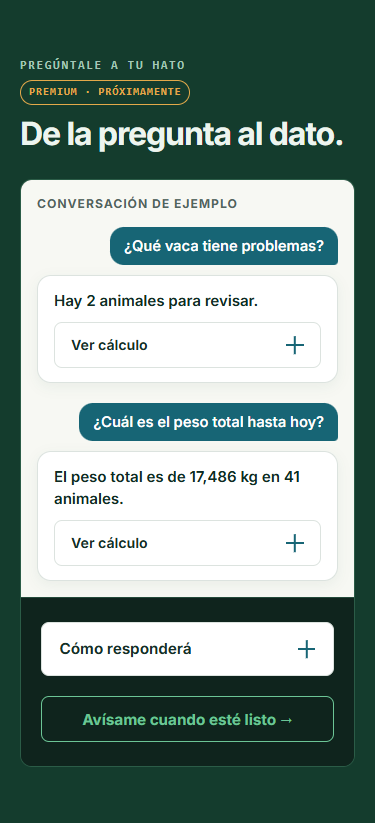 PREGÚNTALE A TU HATO
PREMIUM · PRÓXIMAMENTE
De la pregunta al dato.
CONVERSACIÓN DE EJEMPLO
¿Qué vaca tiene problemas?
Hay 2 animales para revisar.
Ver cálculo
¿Cuál es el peso total hasta hoy?
El peso total es de 17,486 kg en 41
animales.
Ver cálculo
Cómo responderá
Avísame cuando esté listo →